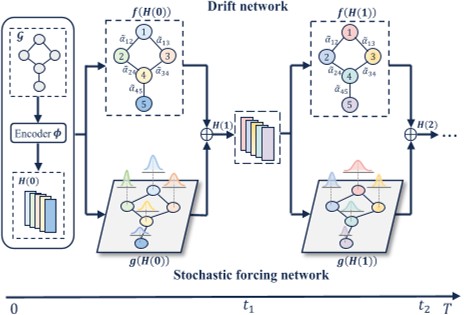 Drift network
𝒢
f(H(0))
f(H(1))
1
1
ã₁₂
ã₁₃
ã₁₂
ã₁₃
2
3
2
3
ã₂₄
ã₃₄
ã₂₄
ã₃₄
4
4
ã₄₅
ã₄₅
5
5
Encoder ϕ
H(1)
H(2)
...
H(0)
g(H(0))
g(H(1))
Stochastic forcing network
0
t₁
t₂
T